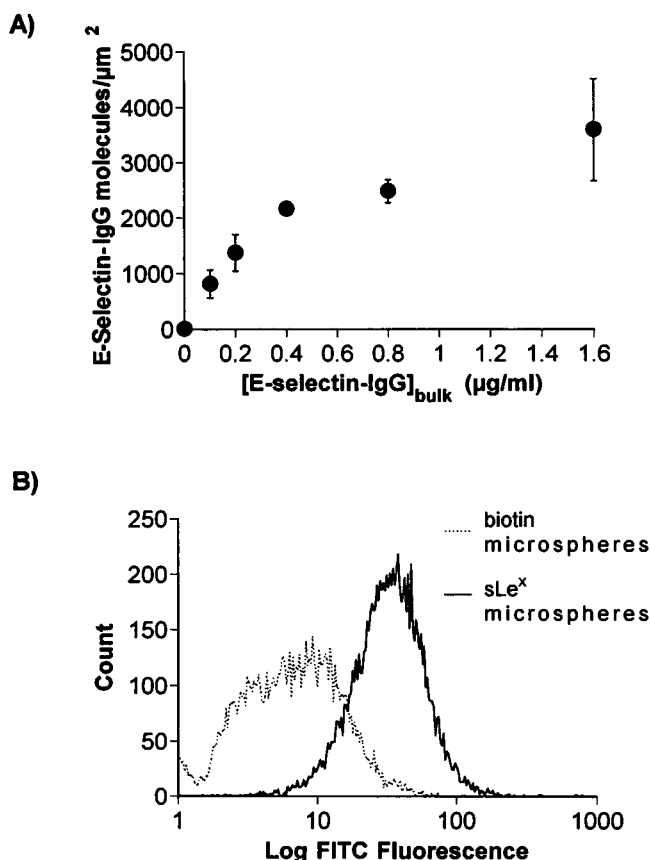 A)
E-Selectin-IgG molecules/µm²
5000
4000
3000
2000
1000
0
0 0.2 0.4 0.6 0.8 1 1.2 1.4 1.6
[E-selectin-IgG]bulk (µg/ml)
B)
250
200
150
100
50
0
Count
biotin
microspheres
sLeˣ
microspheres
1 10 100 1000
Log FITC Fluorescence